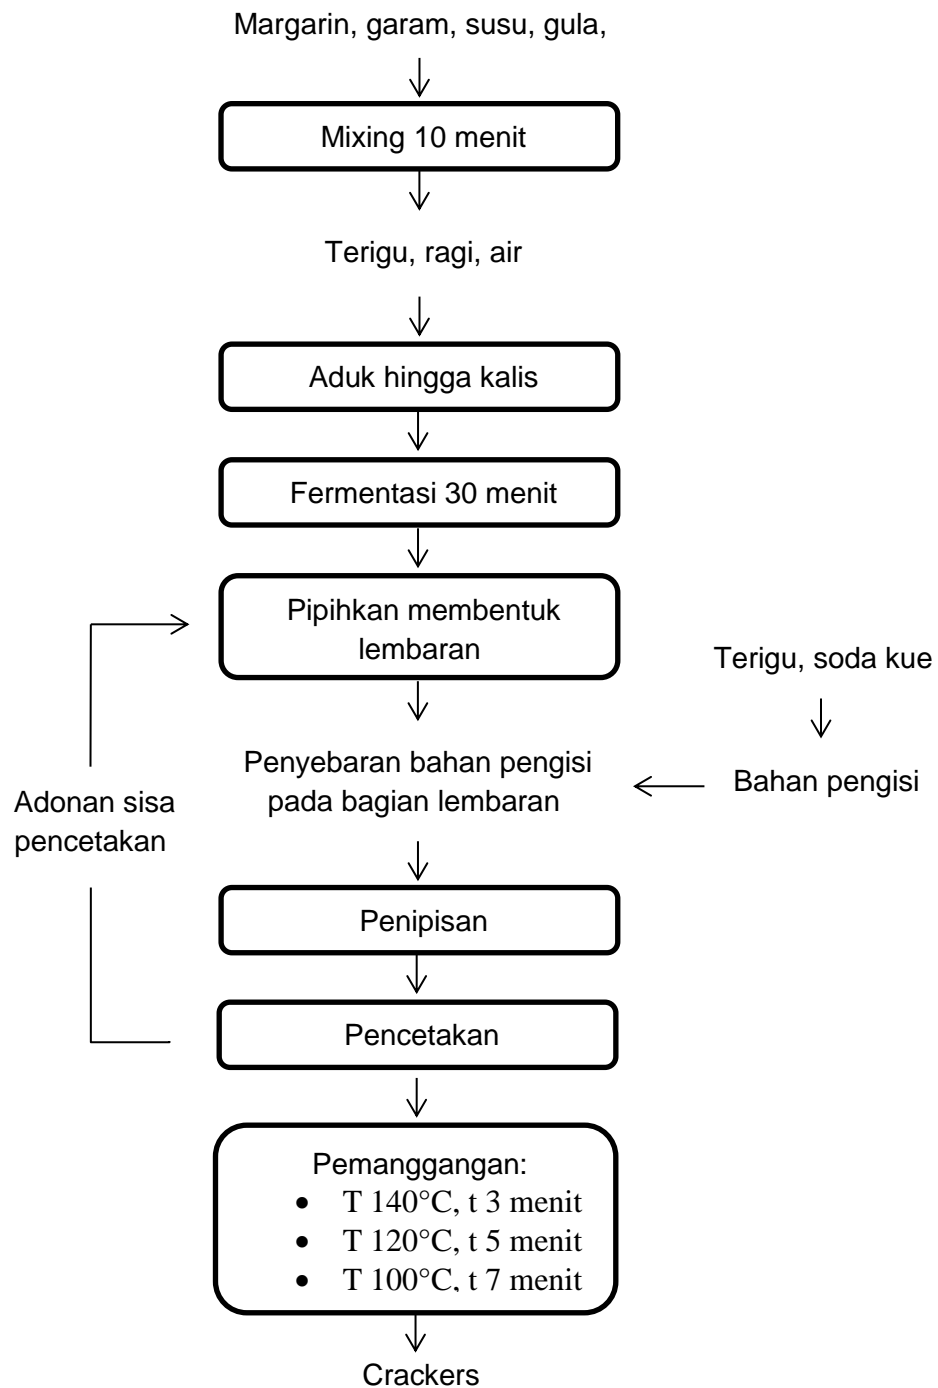 Margarin, garam, susu, gula,
Mixing 10 menit
Terigu, ragi, air
Aduk hingga kalis
Fermentasi 30 menit
Pipihkan membentuk
lembaran
Terigu, soda kue
Penyebaran bahan pengisi
pada bagian lembaran
Bahan pengisi
Adonan sisa
pencetakan
Penipisan
Pencetakan
Pemanggangan:
• T 140°C, t 3 menit
• T 120°C, t 5 menit
• T 100°C, t 7 menit
Crackers